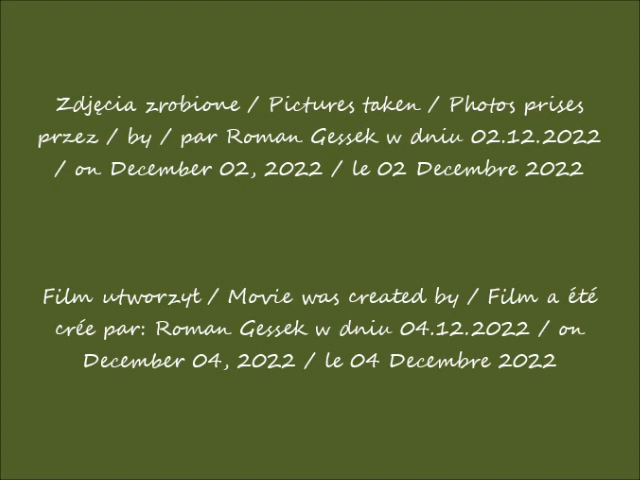 Zdjęcia zrobione / Pictures taken / Photos prises
przez / by / par Roman Gessek w dniu 02.12.2022
/ on December 02, 2022 / le 02 Decembre 2022
Film utworzył / Movie was created by / Film a été
crée par: Roman Gessek w dniu 04.12.2022 / on
December 04, 2022 / le 04 Decembre 2022